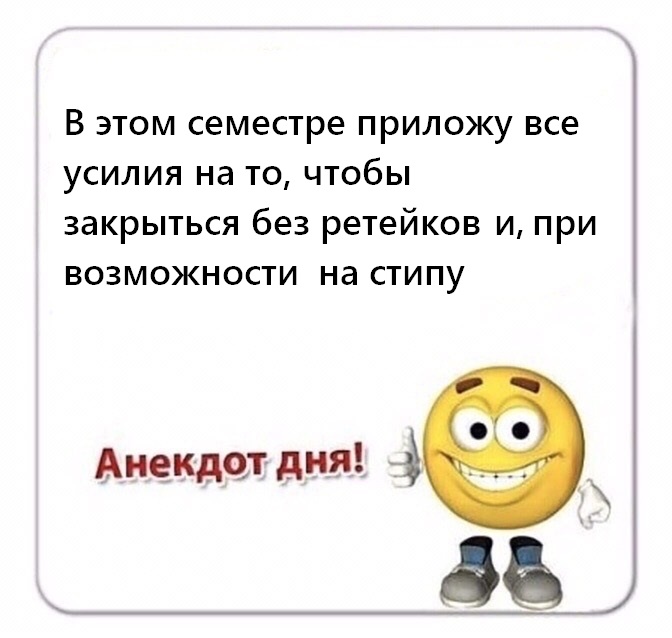 В этом семестре приложу все
усилия на то, чтобы
закрыться без ретейков и, при
возможности на стипу
Анекдот дня!